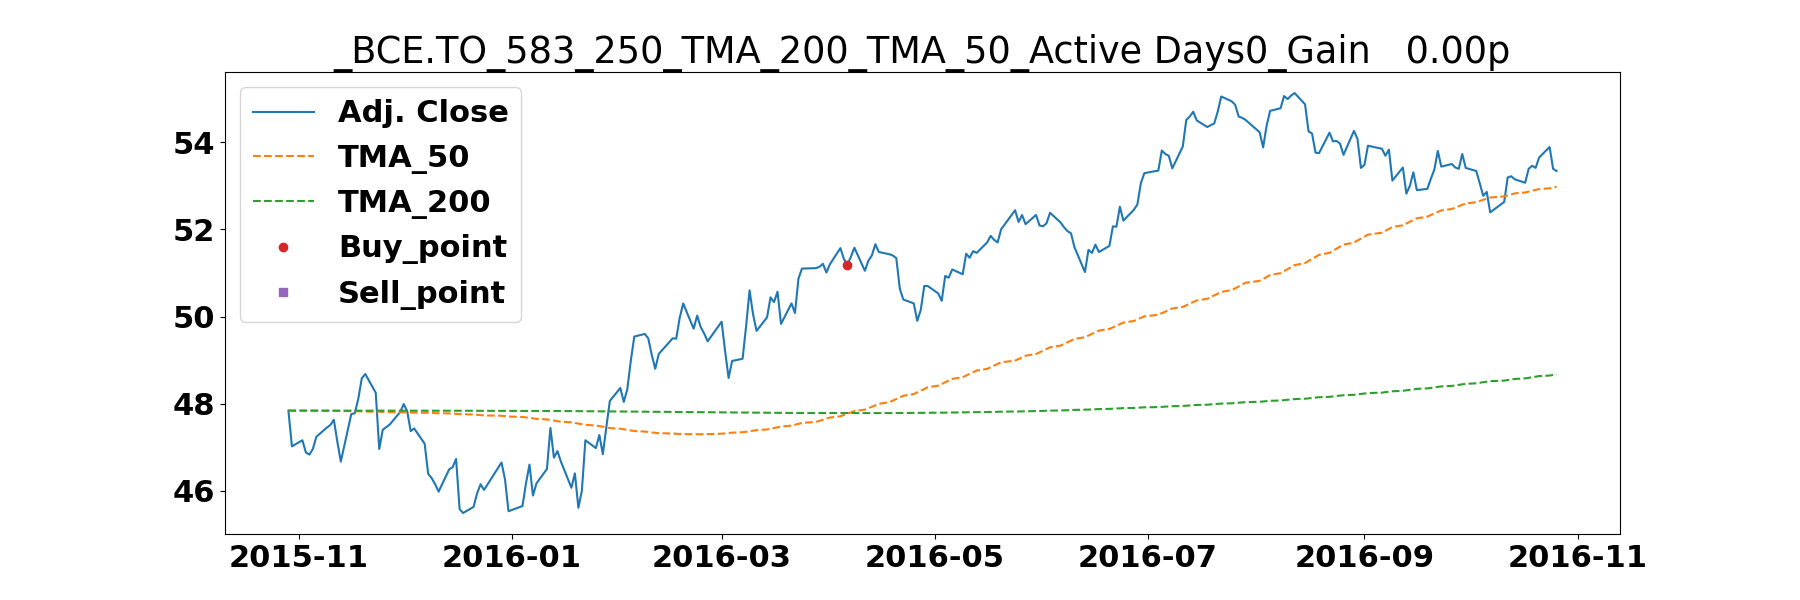 _BCE.TO_583_250_TMA_200_TMA_50_Active Days0_Gain   0.00p
Adj. Close
TMA_50
TMA_200
Buy_point
Sell_point
54
52
50
48
46
2015-11 2016-01 2016-03 2016-05 2016-07 2016-09 2016-11